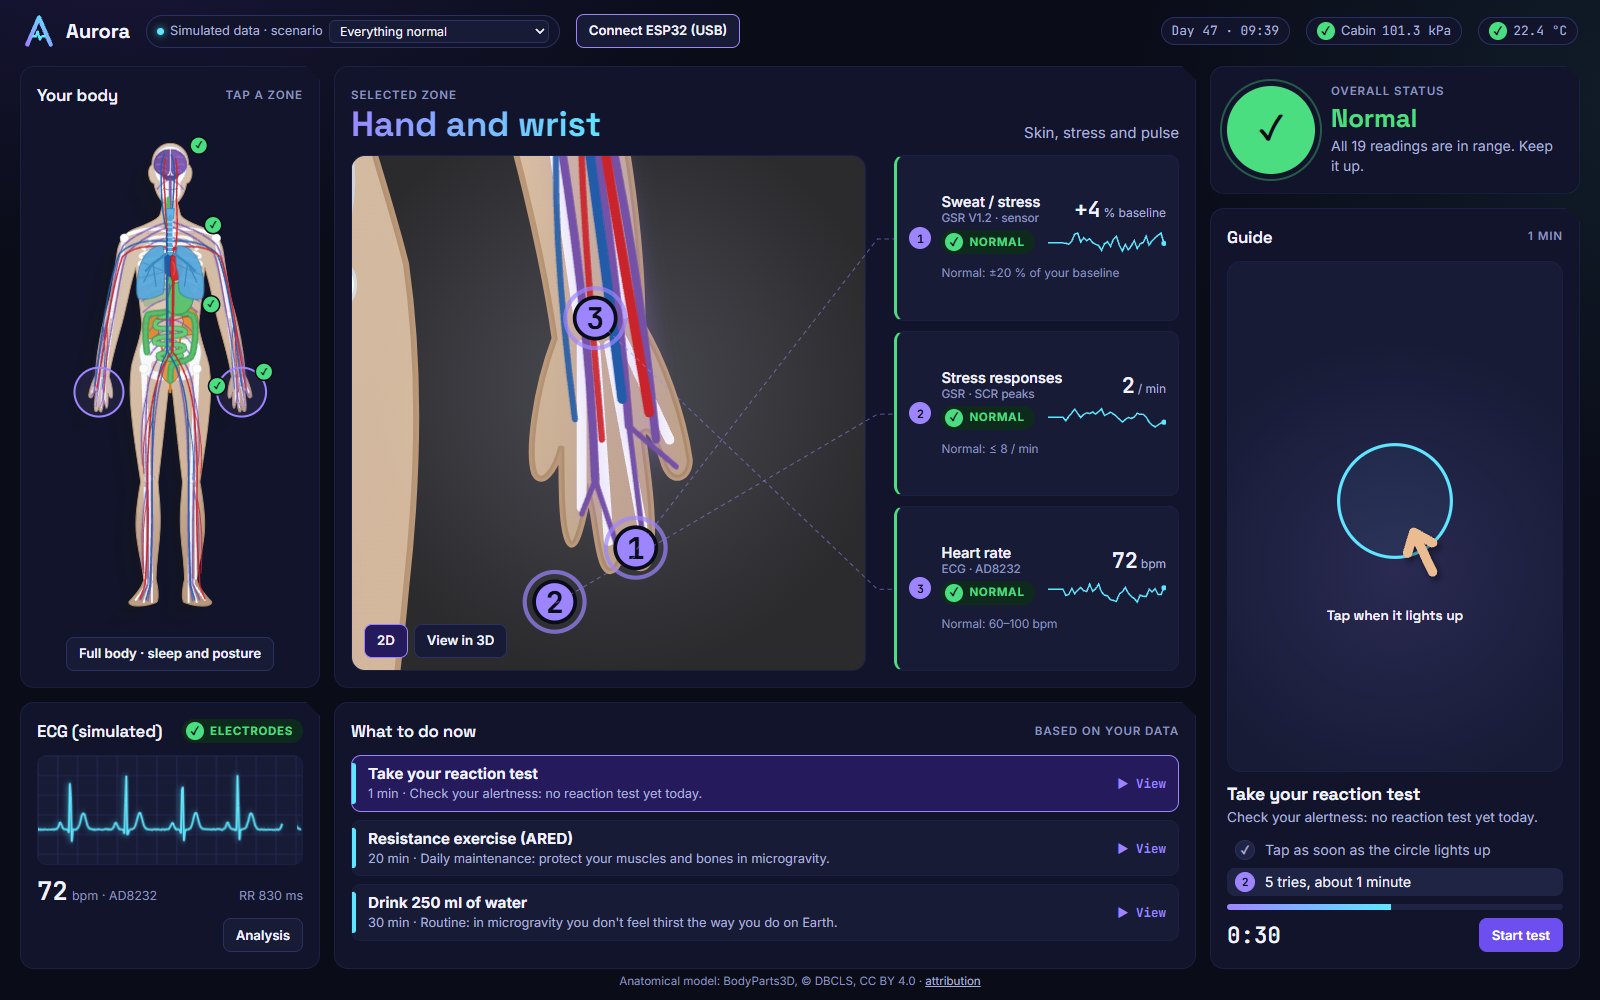 Aurora
Simulated data · scenario
Everything normal
Connect ESP32 (USB)
Day 47 · 09:39
Cabin 101.3 kPa
22.4 °C
Your body
TAP A ZONE
Full body · sleep and posture
SELECTED ZONE
Hand and wrist
Skin, stress and pulse
3
1
2
2D
View in 3D
1
Sweat / stress
GSR V1.2 · sensor
+4 % baseline
NORMAL
Normal: ±20 % of your baseline
2
Stress responses
GSR · SCR peaks
2 / min
NORMAL
Normal: ≤ 8 / min
3
Heart rate
ECG · AD8232
72 bpm
NORMAL
Normal: 60–100 bpm
OVERALL STATUS
Normal
All 19 readings are in range. Keep
it up.
Guide
1 MIN
Tap when it lights up
Take your reaction test
Check your alertness: no reaction test yet today.
Tap as soon as the circle lights up
2 5 tries, about 1 minute
0:30
Start test
ECG (simulated)
ELECTRODES
72 bpm · AD8232
RR 830 ms
Analysis
What to do now
BASED ON YOUR DATA
Take your reaction test
1 min · Check your alertness: no reaction test yet today.
View
Resistance exercise (ARED)
20 min · Daily maintenance: protect your muscles and bones in microgravity.
View
Drink 250 ml of water
30 min · Routine: in microgravity you don't feel thirst the way you do on Earth.
View
Anatomical model: BodyParts3D, © DBCLS, CC BY 4.0 · attribution